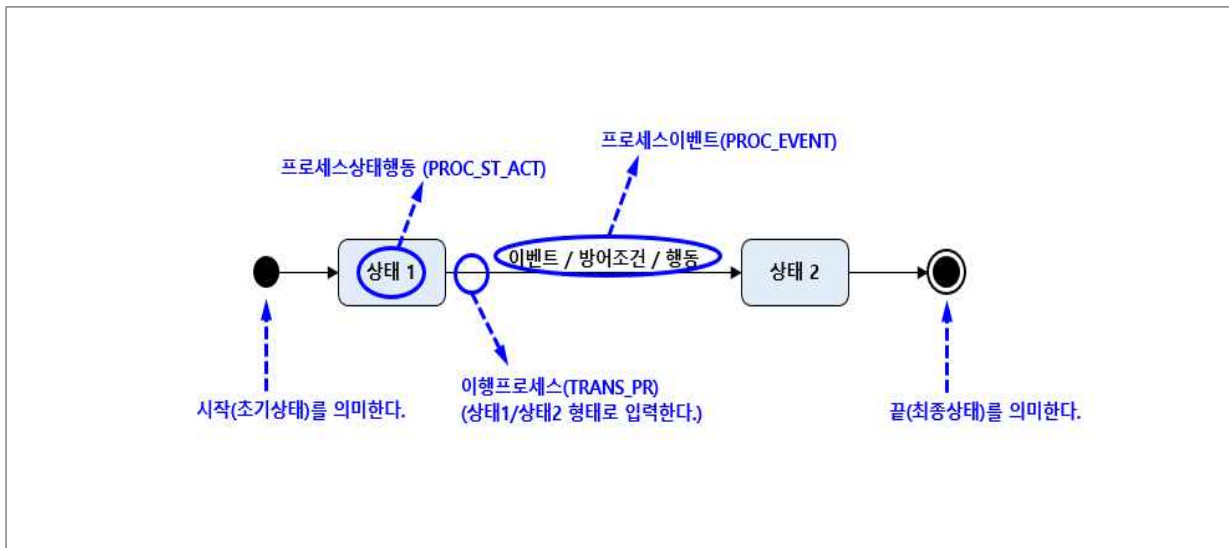 프로세스이벤트(PROC_EVENT)
프로세스상태행동 (PROC_ST_ACT)
이벤트 / 방어조건 / 행동
상태 1
상태 2
이행프로세스(TRANS_PR)
(상태1/상태2 형태로 입력한다.)
시작(초기상태)를 의미한다.
끝(최종상태)를 의미한다.